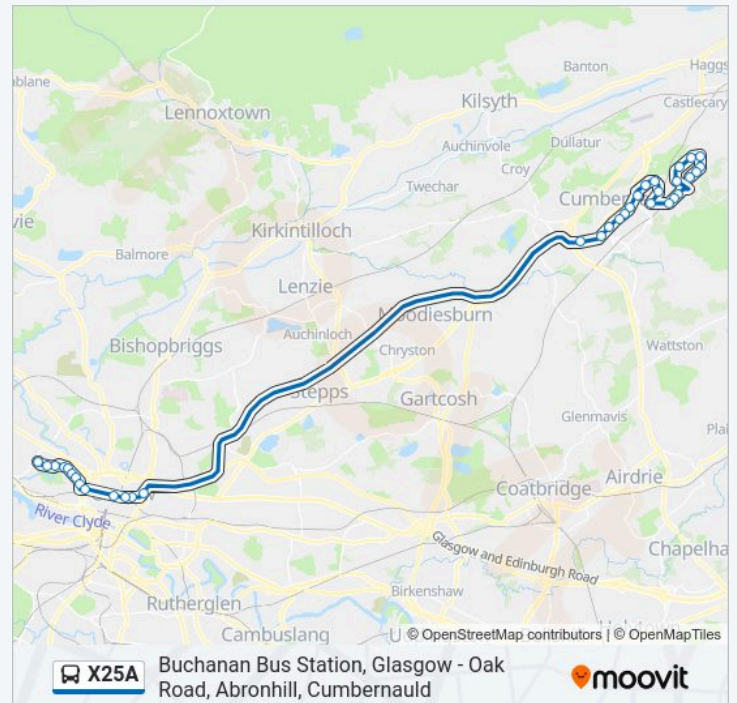 Banton
Haggs
ablane
Lennoxtown
Kilsyth
Castlecary
Auchinvole
Dullatur
Croy
Twechar
Cumber
vie
Kirkintilloch
Balmore
Lenzie
Moodiesburn
Auchinloch
Wattston
Bishopbriggs
Chryston
Stepps
Gartcosh
Glenmavis
Plai
Airdrie
Coatbridge
River Clyde
Chapelha
Glasgow and Edinburgh Road
Birkenshaw
Rutherglen
Cambuslang
© OpenStreetMap contributors | © OpenMapTiles
X25A
Buchanan Bus Station, Glasgow - Oak
Road, Abronhill, Cumbernauld
moovit